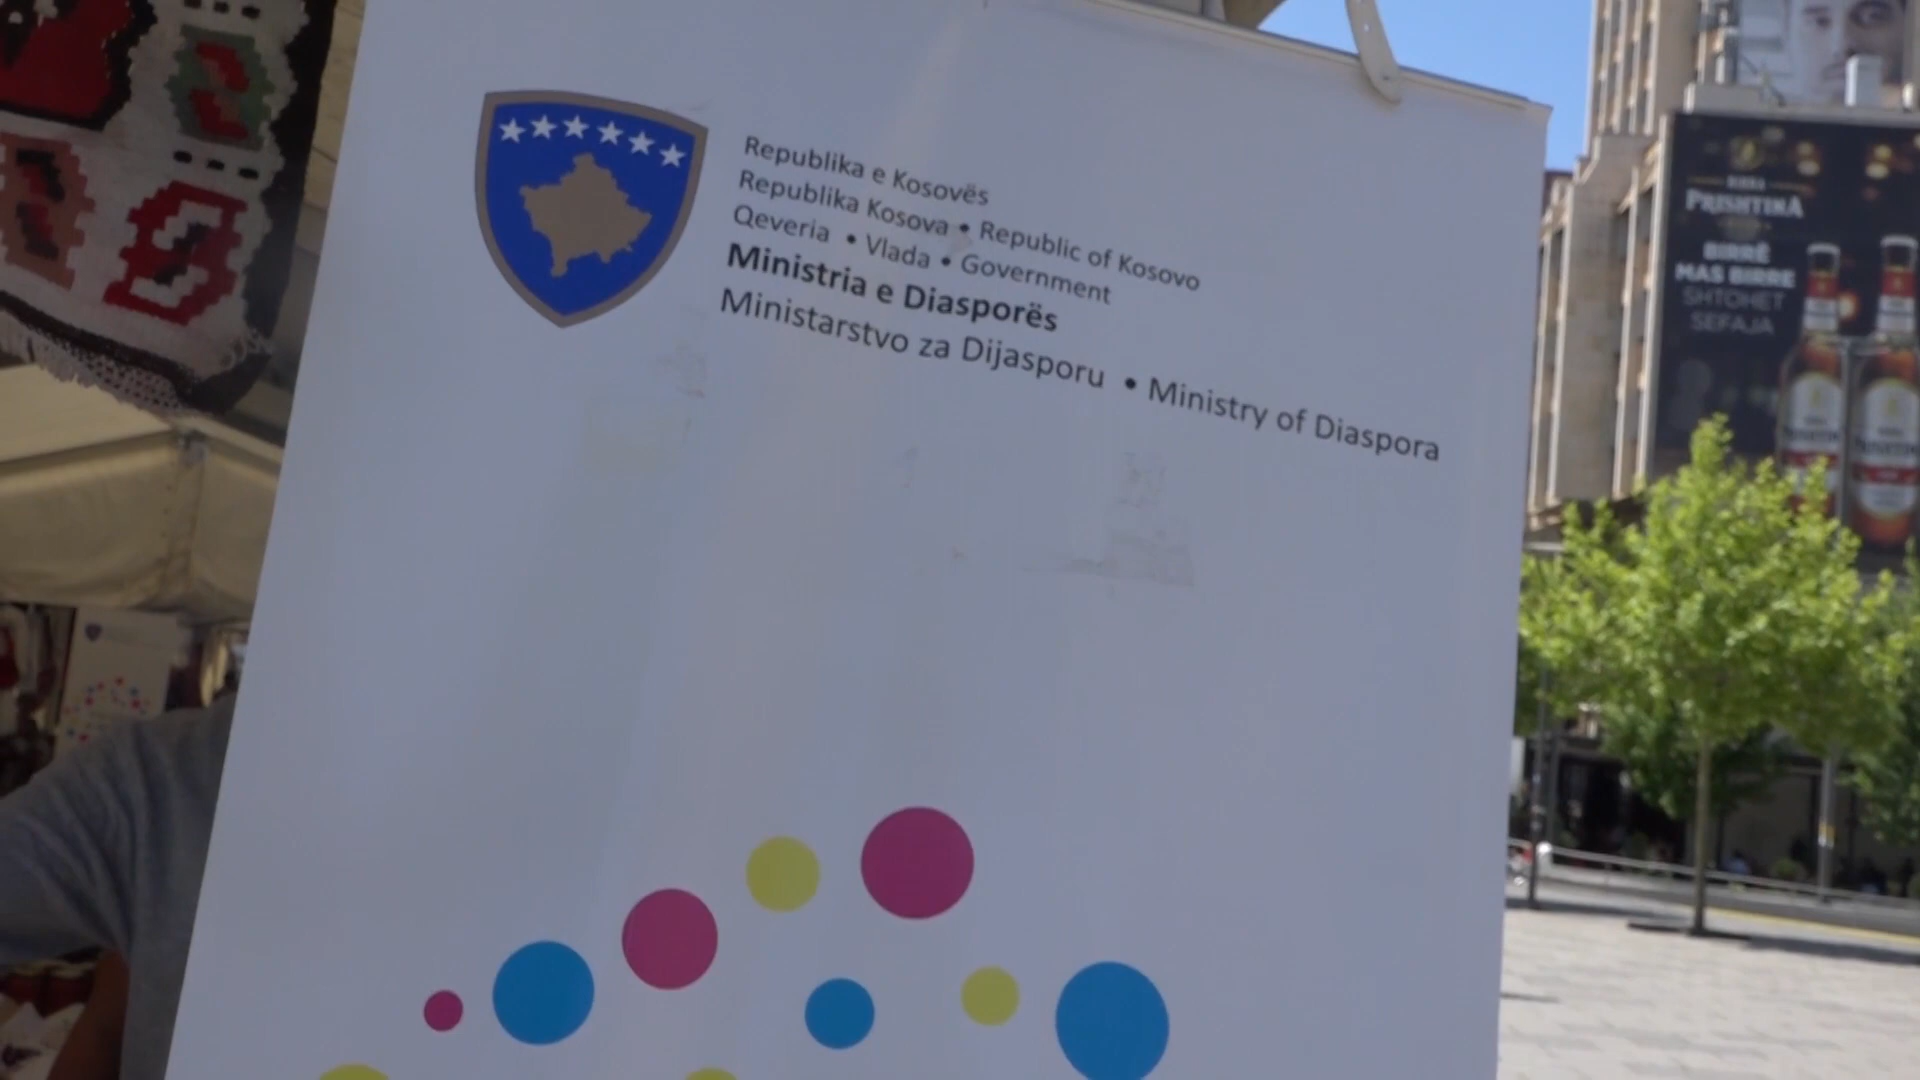 Republika e Kosovës
Republika Kosova • Republic of Kosovo
Qeveria • Vlada • Government
Ministria e Diasporës
Ministarstvo za Dijasporu • Ministry of Diaspora
BIRRA
PRISHTINA
BIRRË
MAS BIRRE
SHTOHET
SEFAJA